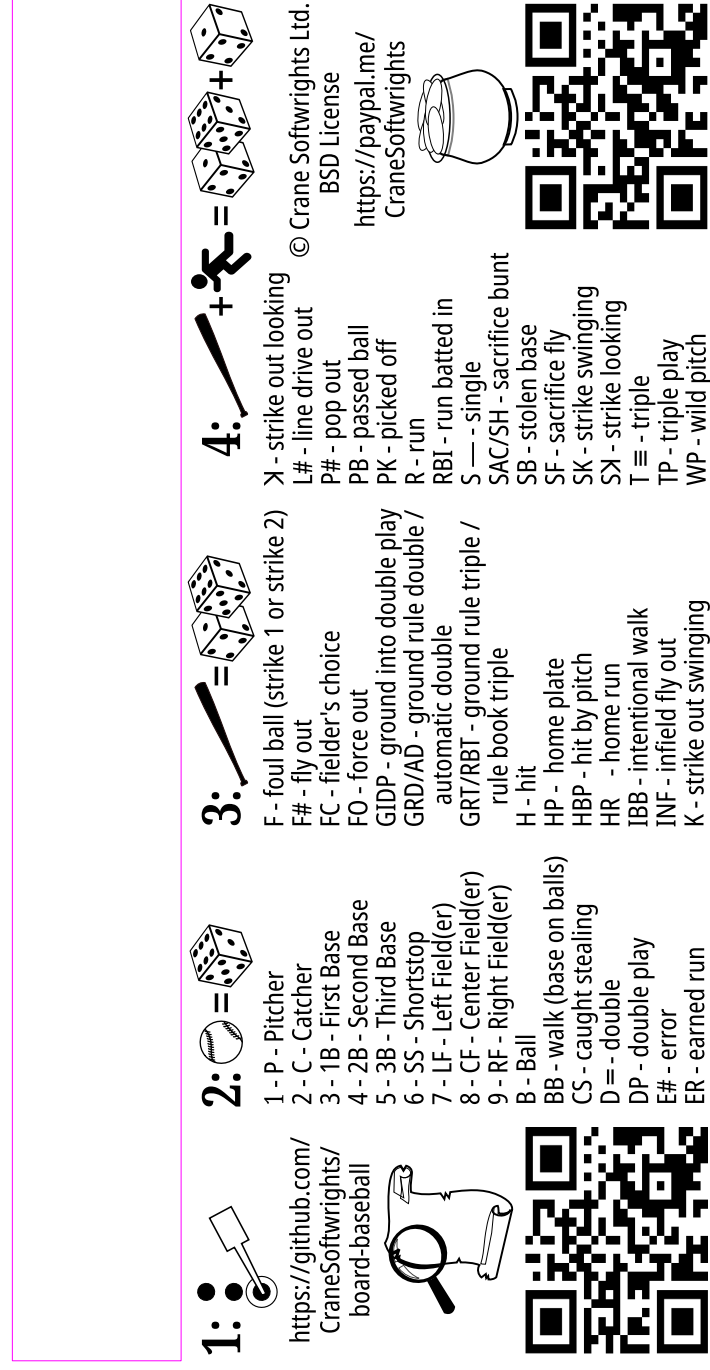 1:
https://github.com/
CraneSoftwrights/
board-baseball
2: =
1 - P - Pitcher
2 - C - Catcher
3 - 1B - First Base
4 - 2B - Second Base
5 - 3B - Third Base
6 - SS - Shortstop
7 - LF - Left Field(er)
8 - CF - Center Field(er)
9 - RF - Right Field(er)
B - Ball
BB - walk (base on balls)
CS - caught stealing
D = - double
DP - double play
E# - error
ER - earned run
3: =
F - foul ball (strike 1 or strike 2)
F# - fly out
FC - fielder's choice
FO - force out
GIDP - ground into double play
GRD/AD - ground rule double /
automatic double
GRT/RBT - ground rule triple /
rule book triple
H - hit
HP - home plate
HBP - hit by pitch
HR - home run
IBB - intentional walk
INF - infield fly out
K - strike out swinging
4: + = +
ꓘ - strike out looking
L# - line drive out
P# - pop out
PB - passed ball
PK - picked off
R - run
RBI - run batted in
S — - single
SAC/SH - sacrifice bunt
SB - stolen base
SF - sacrifice fly
SK - strike swinging
Sꓘ - strike looking
T ≡ - triple
TP - triple play
WP - wild pitch
© Crane Softwrights Ltd.
BSD License
https://paypal.me/
CraneSoftwrights